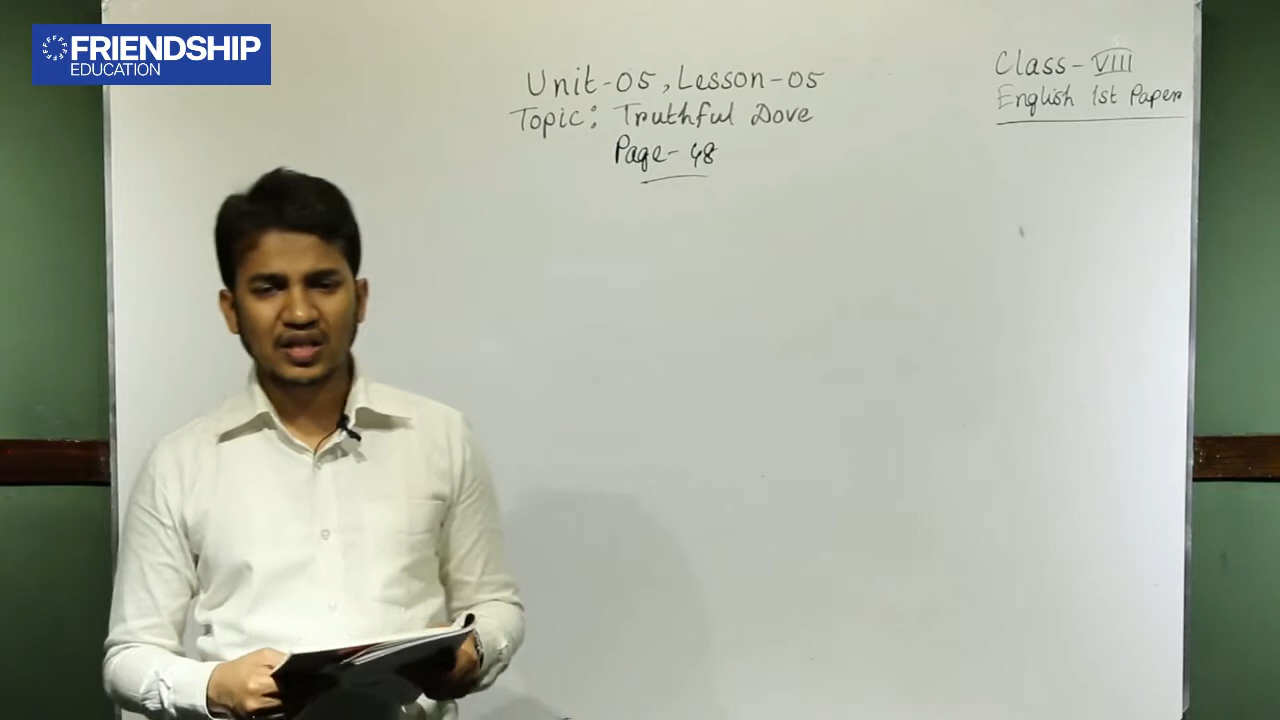 FRIENDSHIP
EDUCATION
Unit-05, Lesson-05
Topic: Truthful Dove
Page-48
Class-VIII
English 1st Paper